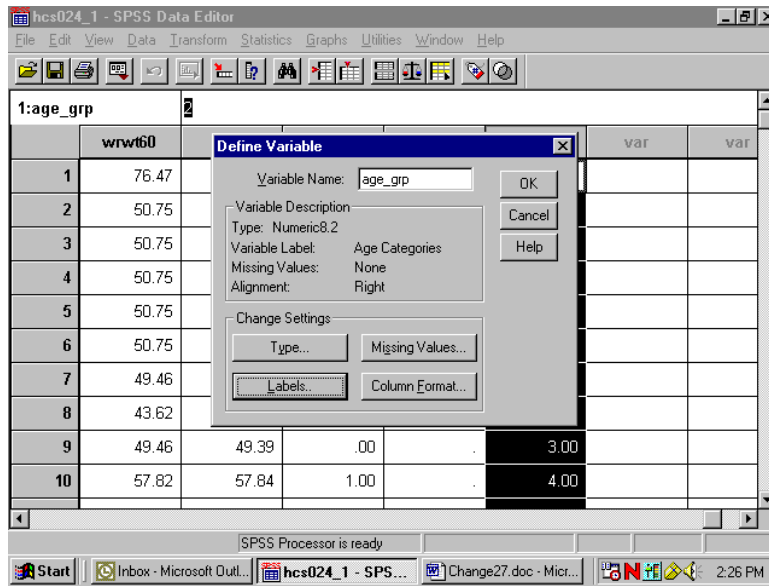 hcs024_1 - SPSS Data Editor
File Edit View Data Transform Statistics Graphs Utilities Window Help
1:age_grp 2
wrwt60 var var
1 76.47
2 50.75
3 50.75
4 50.75
5 50.75
6 50.75
7 49.46
8 43.62
9 49.46 49.39 .00 . 3.00
10 57.82 57.84 1.00 . 4.00
Define Variable
Variable Name: age_grp
OK
Variable Description
Cancel
Type: Numeric8.2
Variable Label: Age Categories
Help
Missing Values: None
Alignment: Right
Change Settings
Type... Missing Values...
Labels.. Column Format...
SPSS Processor is ready
Start Inbox - Microsoft Outl... hcs024_1 - SPS... Change27.doc - Micr... 2:26 PM